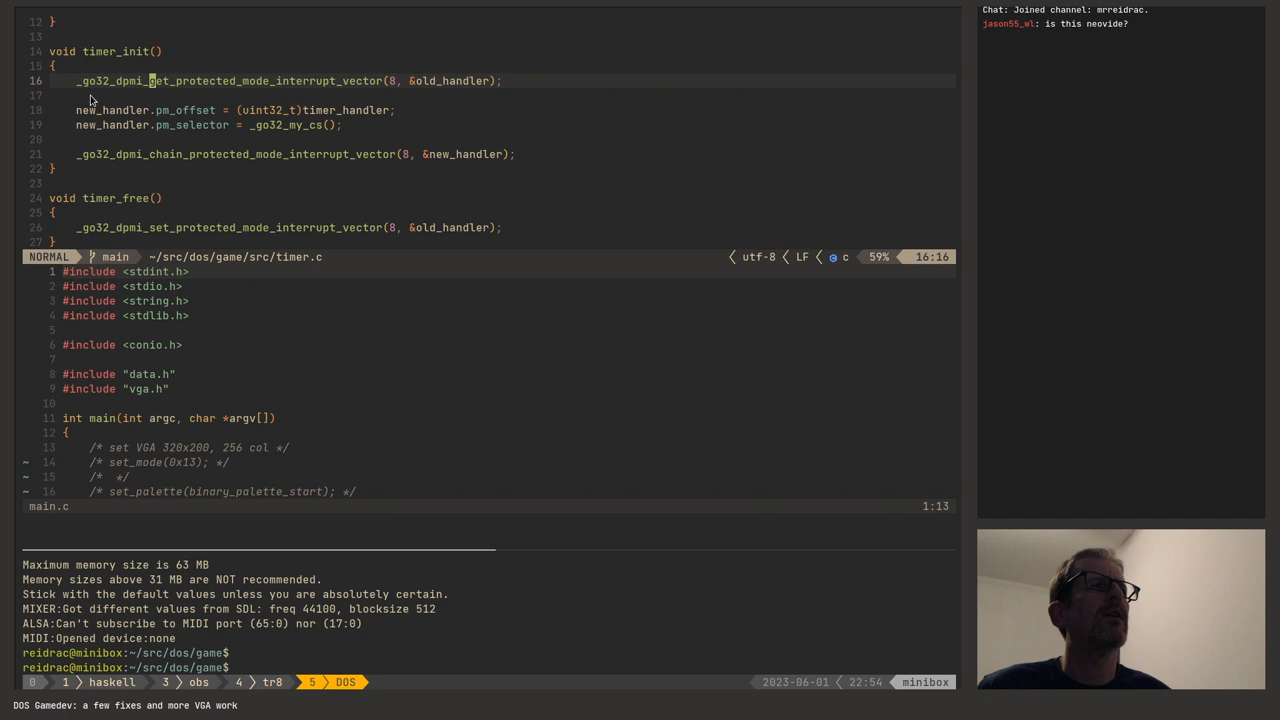 12 }
13
14 void timer_init()
15 {
16     _go32_dpmi_get_protected_mode_interrupt_vector(8, &old_handler);
17
18     new_handler.pm_offset = (uint32_t)timer_handler;
19     new_handler.pm_selector = _go32_my_cs();
20
21     _go32_dpmi_chain_protected_mode_interrupt_vector(8, &new_handler);
22 }
23
24 void timer_free()
25 {
26     _go32_dpmi_set_protected_mode_interrupt_vector(8, &old_handler);
27 }
NORMAL main ~/src/dos/game/src/timer.c utf-8 LF c 59% 16:16
1 #include <stdint.h>
2 #include <stdio.h>
3 #include <string.h>
4 #include <stdlib.h>
5
6 #include <conio.h>
7
8 #include "data.h"
9 #include "vga.h"
10
11 int main(int argc, char *argv[])
12 {
13     /* set VGA 320x200, 256 col */
~ 14     /* set_mode(0x13); */
~ 15     /*  */
~ 16     /* set_palette(binary_palette_start); */
main.c 1:13
Maximum memory size is 63 MB
Memory sizes above 31 MB are NOT recommended.
Stick with the default values unless you are absolutely certain.
MIXER:Got different values from SDL: freq 44100, blocksize 512
ALSA:Can't subscribe to MIDI port (65:0) nor (17:0)
MIDI:Opened device:none
reidrac@minibox:~/src/dos/game$
reidrac@minibox:~/src/dos/game$
0 1 haskell 3 obs 4 tr8 5 DOS 2023-06-01 22:54 minibox
DOS Gamedev: a few fixes and more VGA work
Chat: Joined channel: mrreidrac.
jason55_wl: is this neovide?